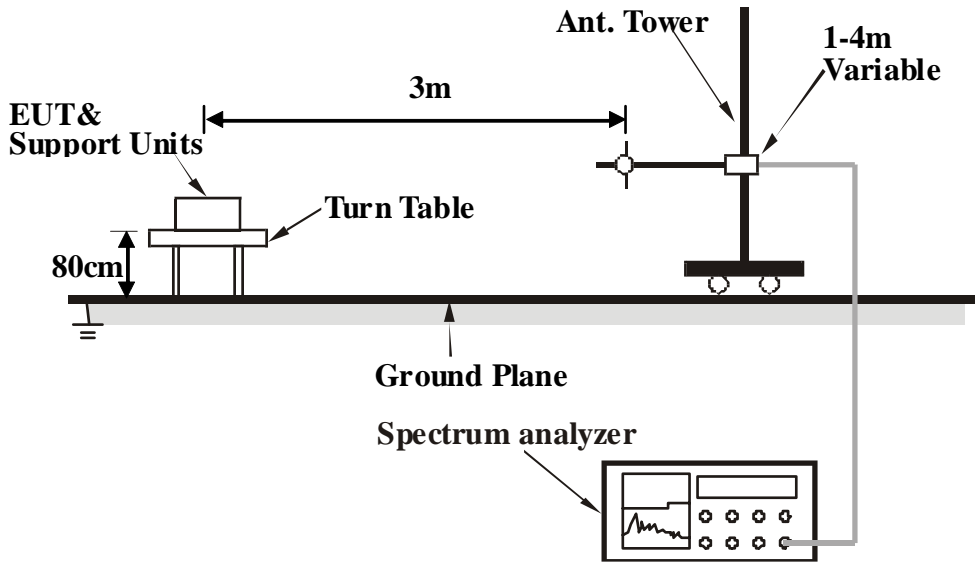 Ant. Tower
1-4m
Variable
3m
EUT&
Support Units
Turn Table
80cm
Ground Plane
Spectrum analyzer